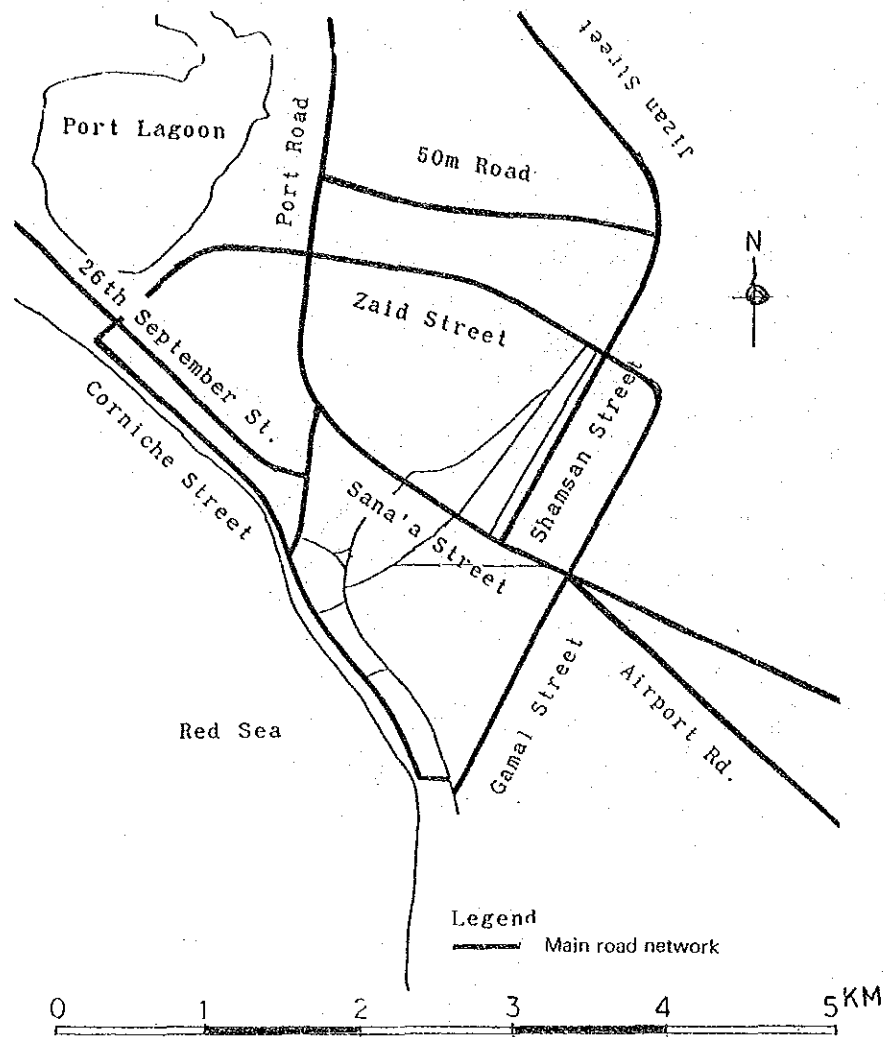 Jizan Street
Port Lagoon
Port Road
50m Road
N
26th September St.
Zaid Street
Corniche Street
Shamsan Street
Sana'a Street
Red Sea
Gamal Street
Airport Rd.
Legend
Main road network
0 1 2 3 4 5 KM